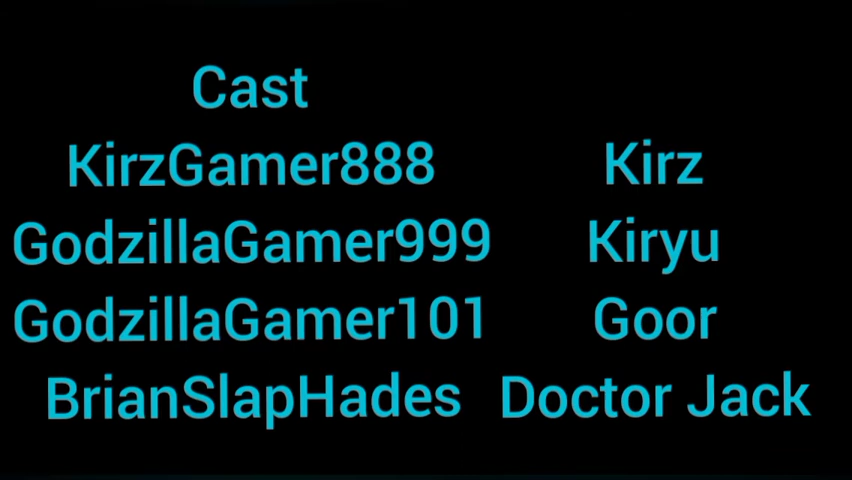 Cast
KirzGamer888 Kirz
GodzillaGamer999 Kiryu
GodzillaGamer101 Goor
BrianSlapHades Doctor Jack